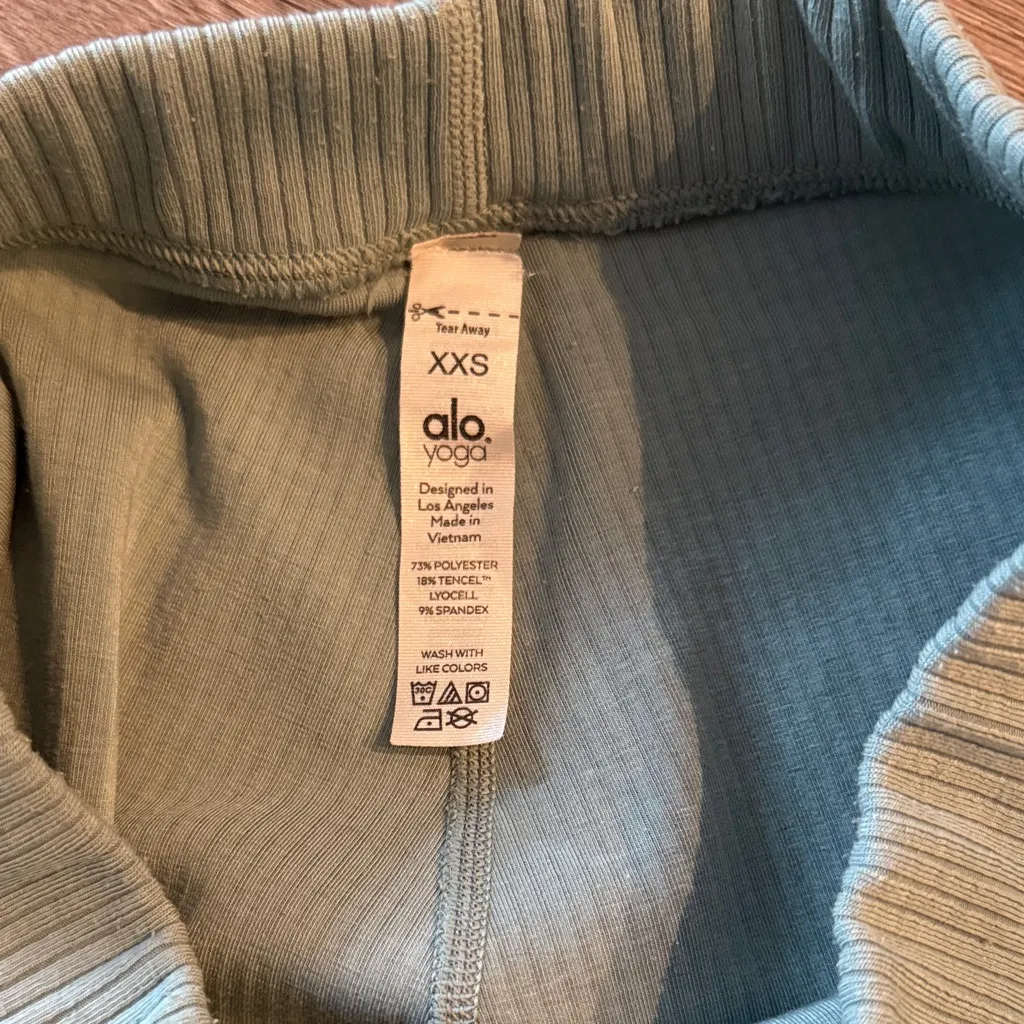 Tear Away
XXS
alo.
yoga
Designed in
Los Angeles
Made in
Vietnam
73% POLYESTER
18% TENCEL™
LYOCELL
9% SPANDEX
WASH WITH
LIKE COLORS
30C